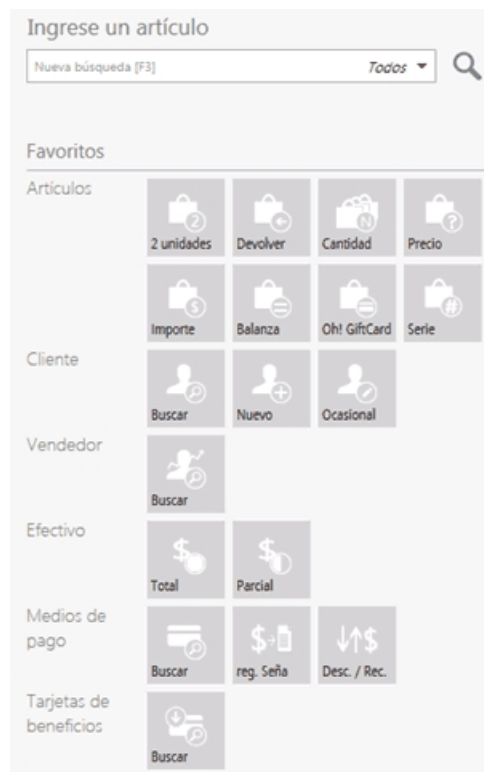 Ingrese un artículo
Nueva búsqueda [F3] Todos
Favoritos
Artículos
2 unidades Devolver Cantidad Precio
Importe Balanza Oh! GiftCard Serie
Cliente
Buscar Nuevo Ocasional
Vendedor
Buscar
Efectivo
Total Parcial
Medios de
pago
Buscar reg. Seña Desc. / Rec.
Tarjetas de
beneficios
Buscar